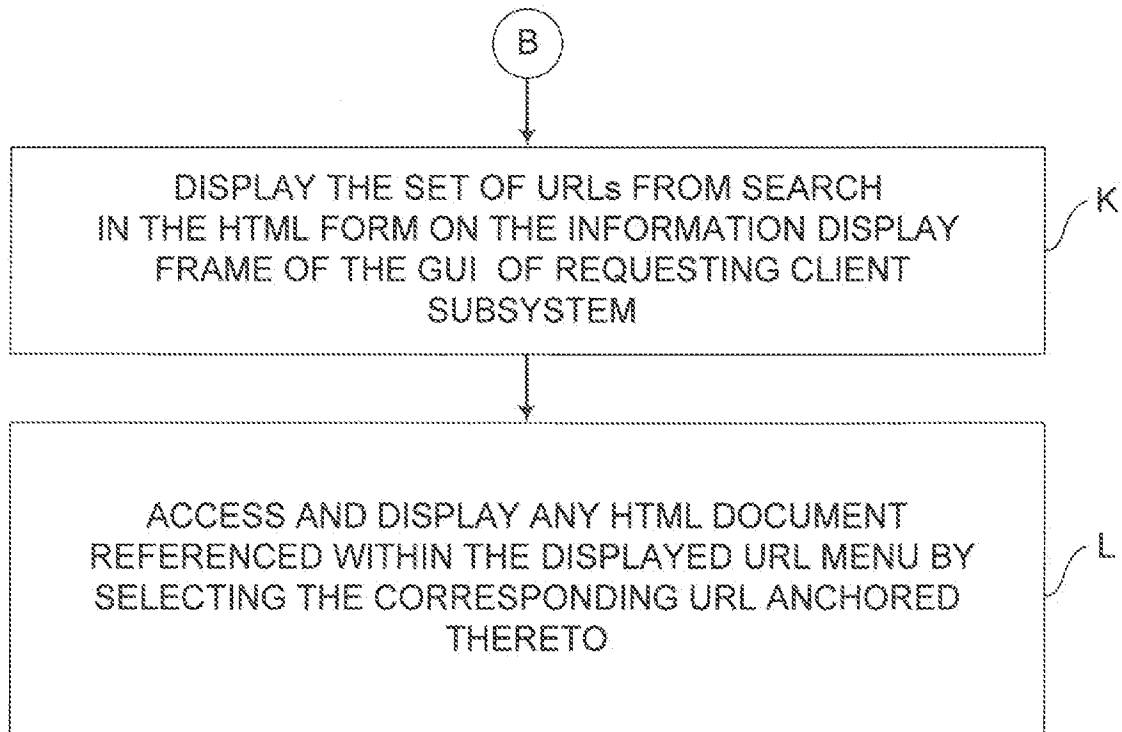 B
DISPLAY THE SET OF URLs FROM SEARCH
IN THE HTML FORM ON THE INFORMATION DISPLAY
FRAME OF THE GUI OF REQUESTING CLIENT
SUBSYSTEM
K
ACCESS AND DISPLAY ANY HTML DOCUMENT
REFERENCED WITHIN THE DISPLAYED URL MENU BY
SELECTING THE CORRESPONDING URL ANCHORED
THERETO
L